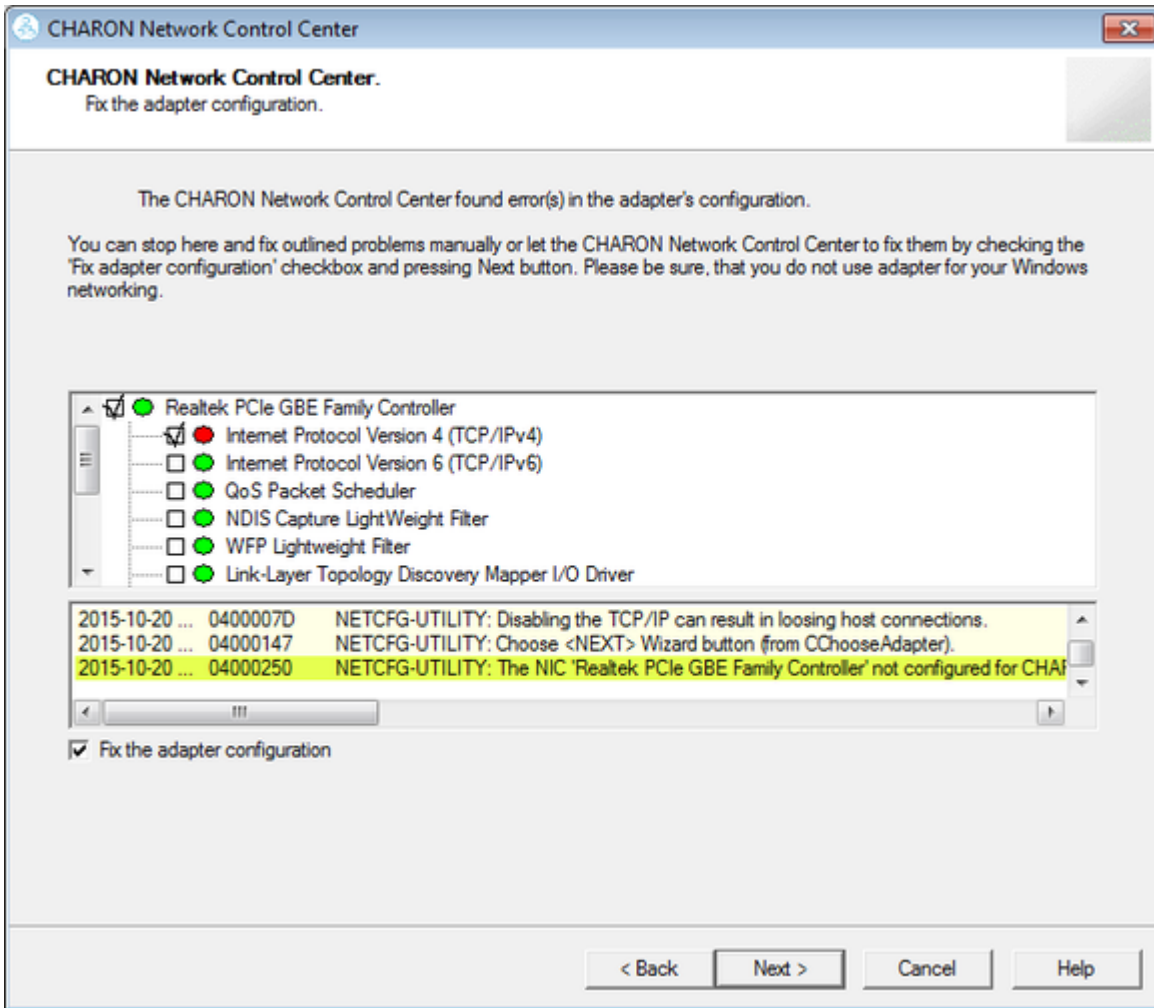 CHARON Network Control Center
CHARON Network Control Center.
Fix the adapter configuration.
The CHARON Network Control Center found error(s) in the adapter's configuration.
You can stop here and fix outlined problems manually or let the CHARON Network Control Center to fix them by checking the
'Fix adapter configuration' checkbox and pressing Next button. Please be sure, that you do not use adapter for your Windows
networking.
Realtek PCIe GBE Family Controller
Internet Protocol Version 4 (TCP/IPv4)
Internet Protocol Version 6 (TCP/IPv6)
QoS Packet Scheduler
NDIS Capture LightWeight Filter
WFP Lightweight Filter
Link-Layer Topology Discovery Mapper I/O Driver
2015-10-20 ... 0400007D NETCFG-UTILITY: Disabling the TCP/IP can result in loosing host connections.
2015-10-20 ... 04000147 NETCFG-UTILITY: Choose <NEXT> Wizard button (from CChooseAdapter).
2015-10-20 ... 04000250 NETCFG-UTILITY: The NIC 'Realtek PCIe GBE Family Controller' not configured for CHAR
Fix the adapter configuration
< Back Next > Cancel Help